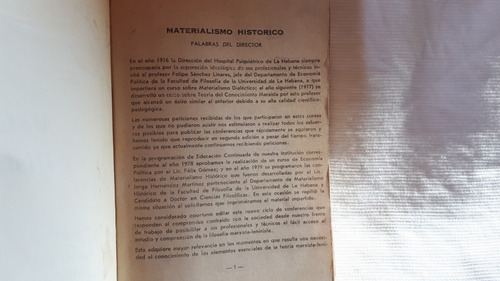 MATERIALISMO HISTORICO
PALABRAS DEL DIRECTOR
En el año 1976 la Dirección del Hospital Psiquiátrico de La Habana siempre
preocupada por la superación ideológica de sus profesionales y técnicos in-
vitó al profesor Felipe Sánchez Linares, jefe del Departamento de Economía
Política de la Facultad de Filosofía de la Universidad de La Habana, a que
impartiera un curso sobre Materialismo Dialéctico; el año siguiente (1977) se
desarrolló un curso sobre Teoría del Conocimiento Marxista por este profesor
que alcanzó un éxito similar al anterior debido a su alta calidad científico-
pedagógica.
Las numerosas peticiones recibidas de los que participaron en estos cursos
y de los que no pudieron asistir nos estimularon a realizar todos los esfuer-
zos posibles para publicar las conferencias que rápidamente se agotaron y
hemos tenido que reproducir en segunda edición a pesar del tiempo trans-
currido ya que actualmente continuamos recibiendo peticiones.
En la programación de Educación Continuada de nuestra institución corres-
pondiente al año 1978 aprobamos la realización de un curso de Economía
Política por el Lic. Félix Gómez; y en el año 1979 se programaron las con-
ferencias de Materialismo Histórico que fueron desarrolladas por el Lic.
Jorge Hernández Martínez perteneciente al Departamento de Materialismo
Histórico de la Facultad de Filosofía de la Universidad de La Habana y
Candidato a Doctor en Ciencias Filosóficas. En esta ocasión se repitió la
misma situación al solicitarnos que imprimiéramos el material impartido.
Hemos considerado oportuno editar este nuevo ciclo de conferencias que
responden al compromiso contraído con la sociedad desde nuestro frente
de trabajo de posibilitar a sus profesionales y técnicos el fácil acceso al
estudio y comprensión de la filosofía marxista-leninista.
Esto adquiere mayor relevancia en los momentos en que resulta una necesi-
dad el conocimiento de los elementos esenciales de la teoría marxista-leni-
— 1 —